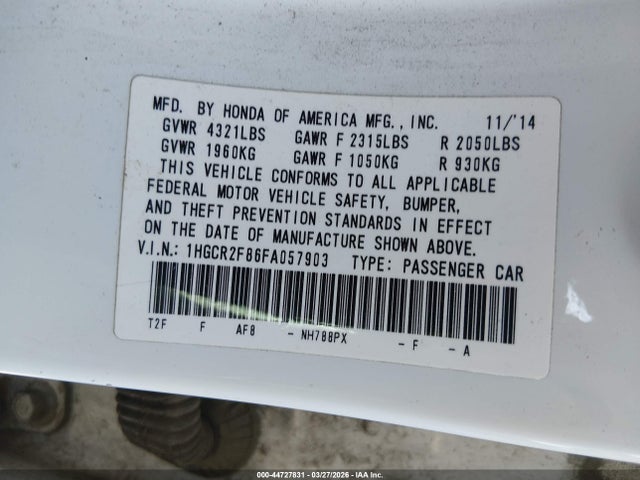 MFD. BY HONDA OF AMERICA MFG., INC. 11/'14
GVWR 4321LBS GAWR F 2315LBS R 2050LBS
GVWR 1960KG GAWR F 1050KG R 930KG
THIS VEHICLE CONFORMS TO ALL APPLICABLE
FEDERAL MOTOR VEHICLE SAFETY, BUMPER,
AND THEFT PREVENTION STANDARDS IN EFFECT
ON THE DATE OF MANUFACTURE SHOWN ABOVE.
V.I.N.: 1HGCR2F86FA057903 TYPE: PASSENGER CAR
T2F F AF8 - NH788PX - F - A
000-44727831 - 03/27/2026 - IAA Inc.